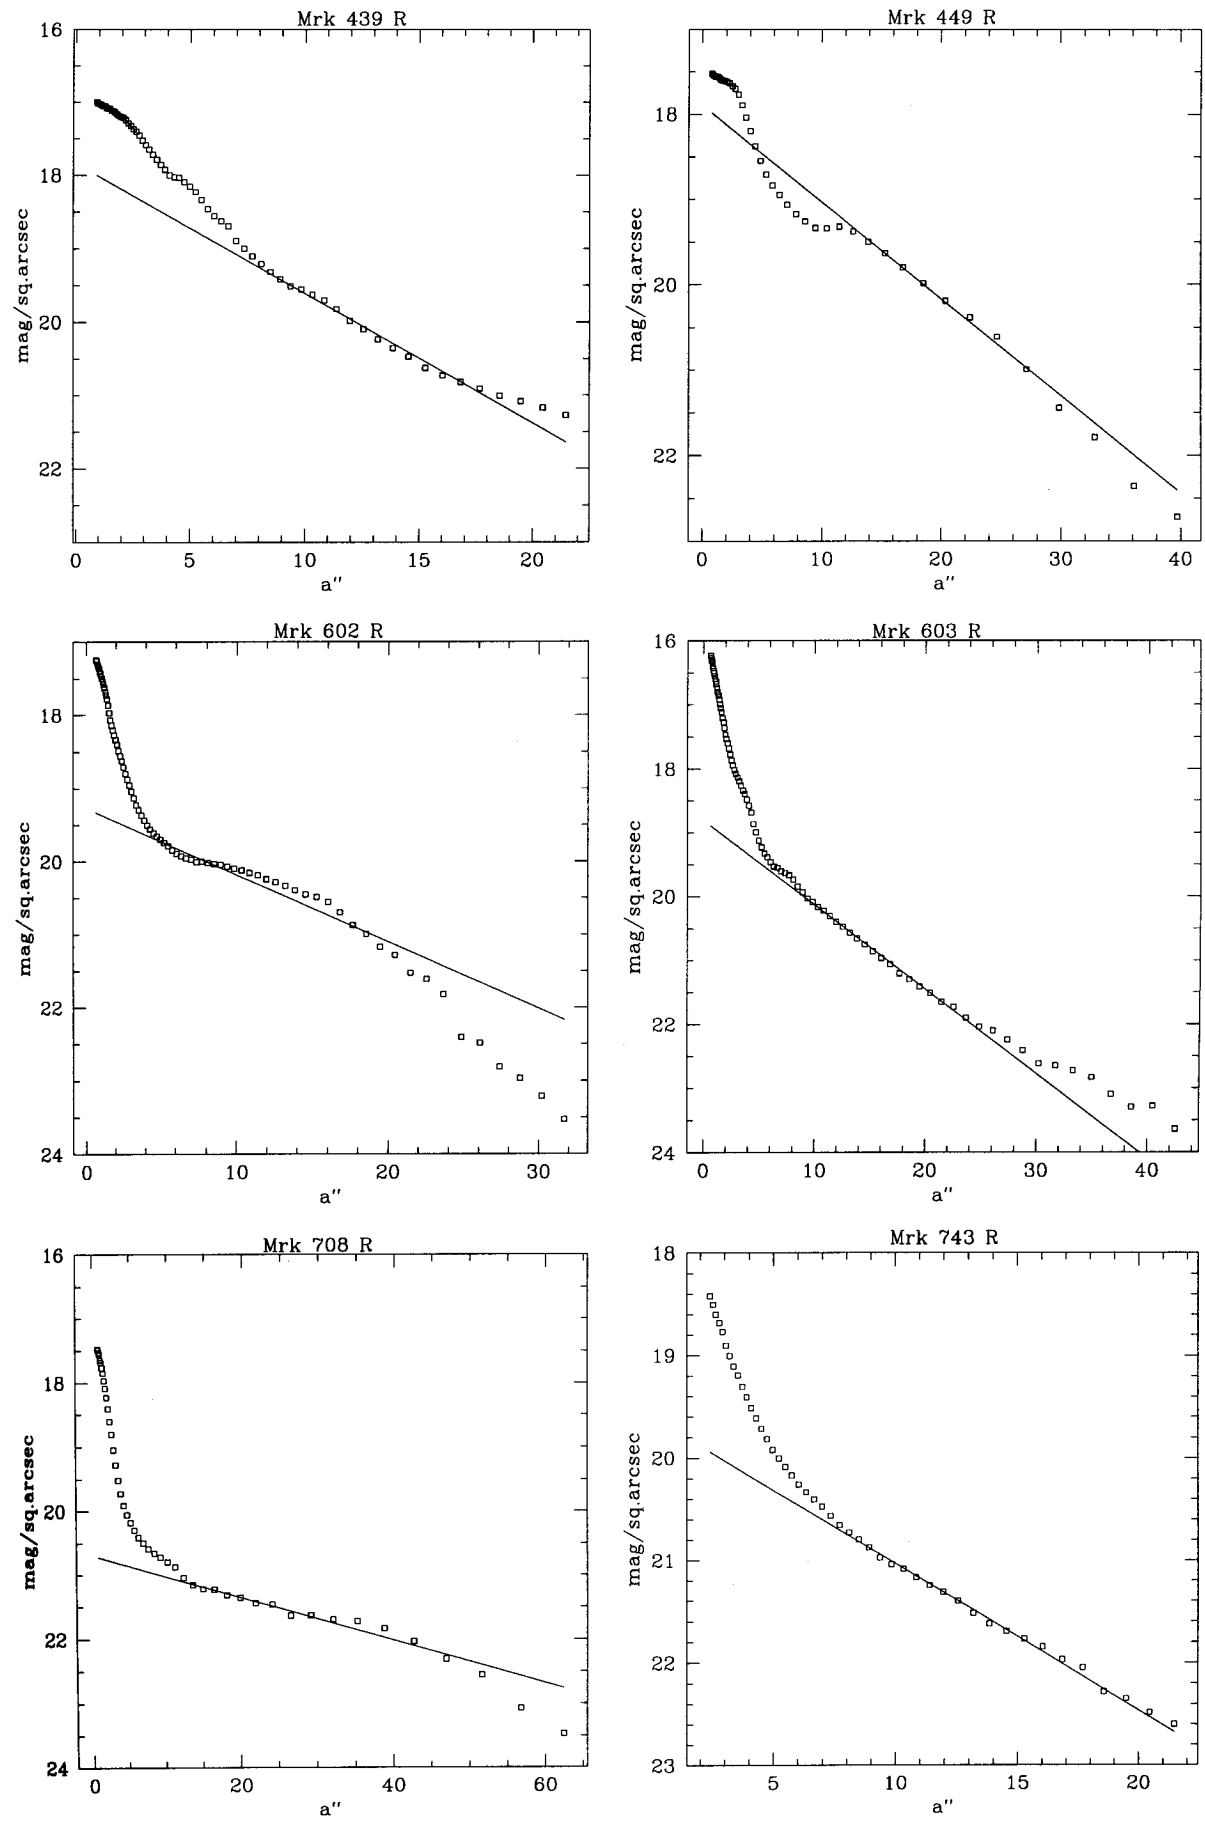 Mrk 439 R
16
18
20
22
mag/sq.arcsec
0 5 10 15 20
a″
Mrk 449 R
18
20
22
mag/sq.arcsec
0 10 20 30 40
a″
Mrk 602 R
18
20
22
24
mag/sq.arcsec
0 10 20 30
a″
Mrk 603 R
16
18
20
22
24
mag/sq.arcsec
0 10 20 30 40
a″
Mrk 708 R
16
18
20
22
24
mag/sq.arcsec
0 20 40 60
a″
Mrk 743 R
18
19
20
21
22
23
mag/sq.arcsec
5 10 15 20
a″